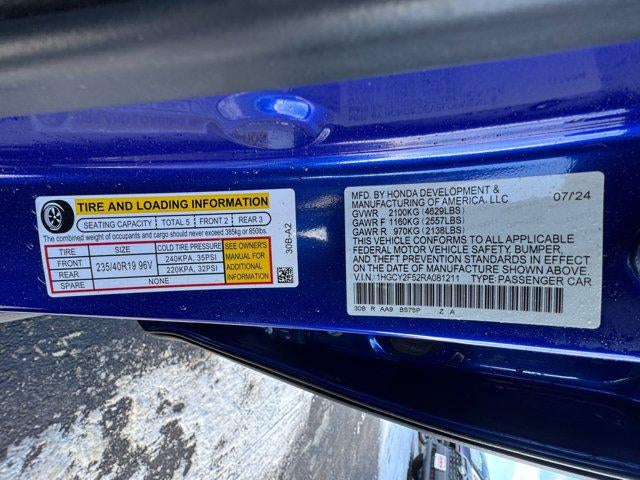 TIRE AND LOADING INFORMATION
SEATING CAPACITY TOTAL 5 FRONT 2 REAR 3
The combined weight of occupants and cargo should never exceed 385kg or 850lbs.
TIRE SIZE COLD TIRE PRESSURE
FRONT 235/40R19 96V 240KPA, 35PSI
REAR 220KPA, 32PSI
SPARE NONE
SEE OWNER'S
MANUAL FOR
ADDITIONAL
INFORMATION
30B-A2
MFD. BY HONDA DEVELOPMENT & 07/24
MANUFACTURING OF AMERICA, LLC
GVWR 2100KG (4629LBS)
GAWR F 1160KG (2557LBS)
GAWR R 970KG (2138LBS)
THIS VEHICLE CONFORMS TO ALL APPLICABLE
FEDERAL MOTOR VEHICLE SAFETY, BUMPER
AND THEFT PREVENTION STANDARDS IN EFFECT
ON THE DATE OF MANUFACTURE SHOWN ABOVE.
V.I.N.: 1HGCY2F52RA081211 TYPE:PASSENGER CAR
30B R AA9 B575P Z A